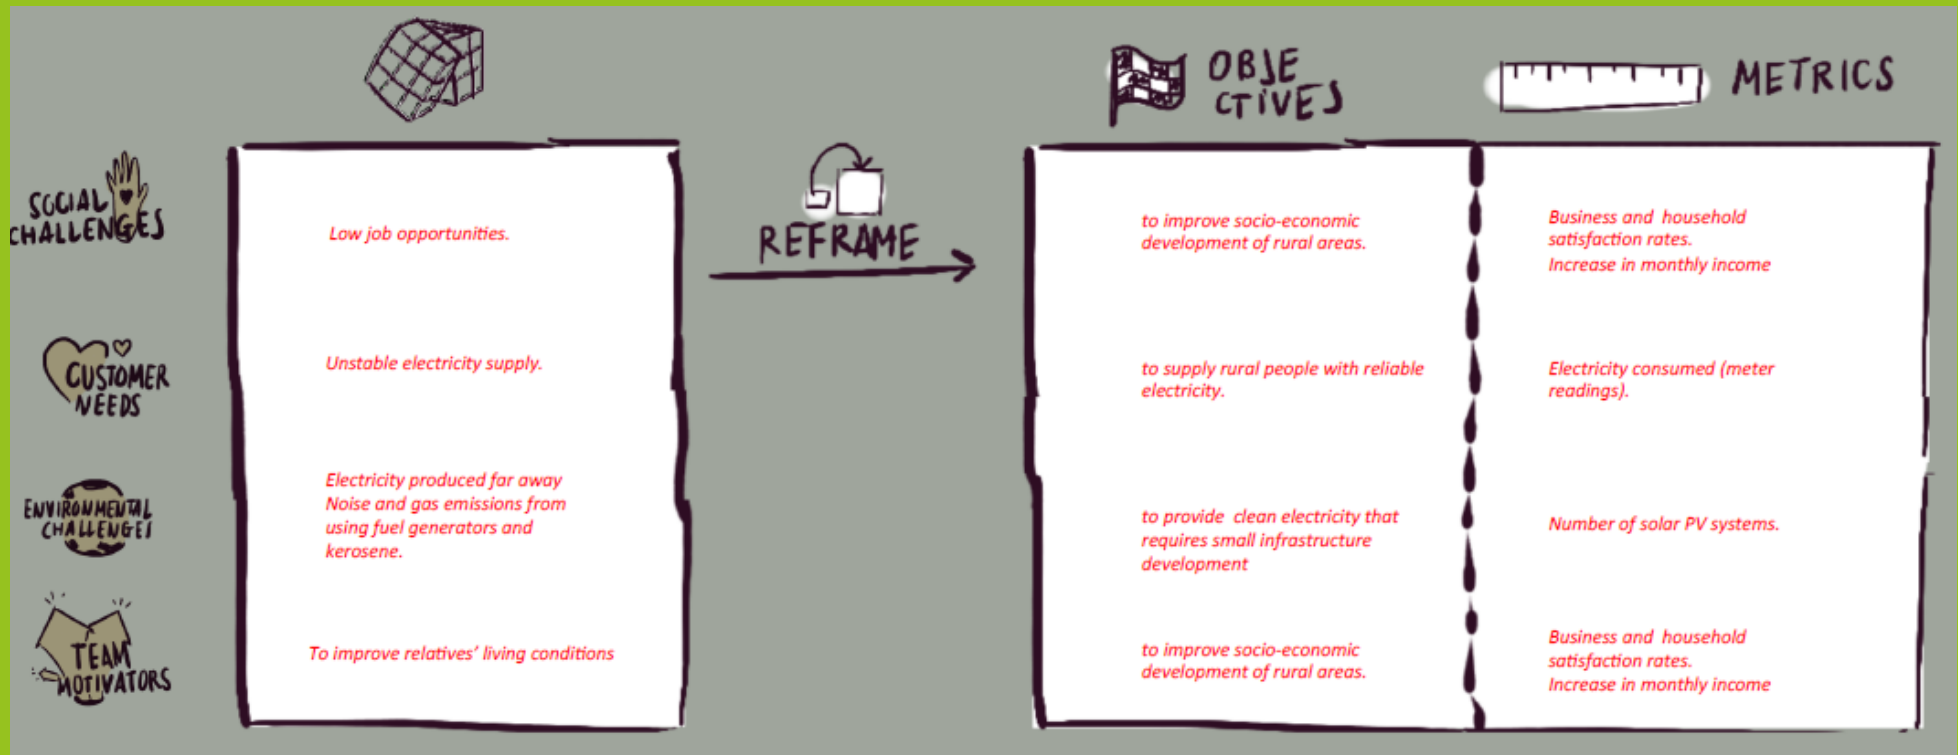 OBJE
CTIVES
METRICS
SOCIAL
CHALLENGES
Low job opportunities.
REFRAME
to improve socio-economic
development of rural areas.
Business and household
satisfaction rates.
Increase in monthly income
CUSTOMER
NEEDS
Unstable electricity supply.
to supply rural people with reliable
electricity.
Electricity consumed (meter
readings).
ENVIRONMENTAL
CHALLENGES
Electricity produced far away
Noise and gas emissions from
using fuel generators and
kerosene.
to provide clean electricity that
requires small infrastructure
development
Number of solar PV systems.
TEAM
MOTIVATORS
To improve relatives' living conditions
to improve socio-economic
development of rural areas.
Business and household
satisfaction rates.
Increase in monthly income